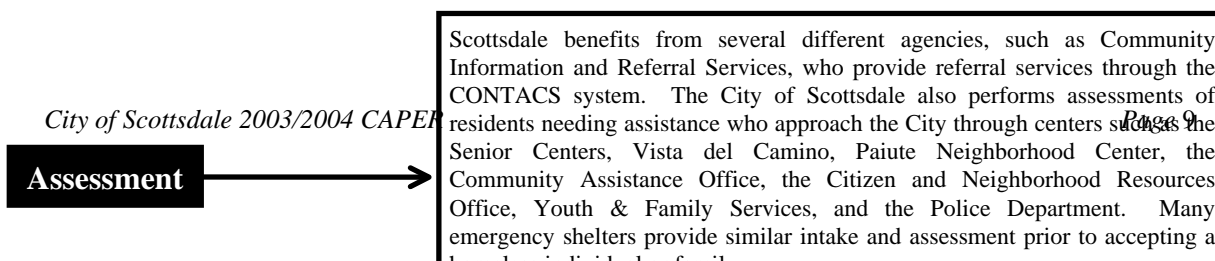 Scottsdale benefits from several different agencies, such as Community
Information and Referral Services, who provide referral services through the
CONTACS system. The City of Scottsdale also performs assessments of
City of Scottsdale 2003/2004 CAPER
residents needing assistance who approach the City through centers such as the
Page 9
Assessment
Senior Centers, Vista del Camino, Paiute Neighborhood Center, the
Community Assistance Office, the Citizen and Neighborhood Resources
Office, Youth & Family Services, and the Police Department. Many
emergency shelters provide similar intake and assessment prior to accepting a